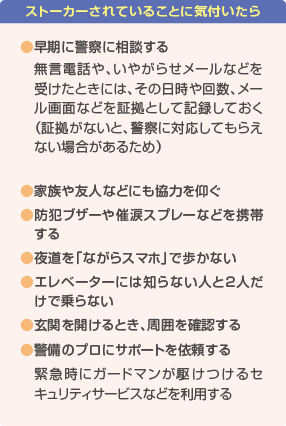 ストーカーされていることに気付いたら
●早期に警察に相談する
無言電話や、いやがらせメールなどを
受けたときには、その日時や回数、メー
ル画面などを証拠として記録しておく
（証拠がないと、警察に対応してもらえ
ない場合があるため）
●家族や友人などにも協力を仰ぐ
●防犯ブザーや催涙スプレーなどを携帯
する
●夜道を「ながらスマホ」で歩かない
●エレベーターには知らない人と2人だ
けで乗らない
●玄関を開けるとき、周囲を確認する
●警備のプロにサポートを依頼する
緊急時にガードマンが駆けつけるセ
キュリティサービスなどを利用する